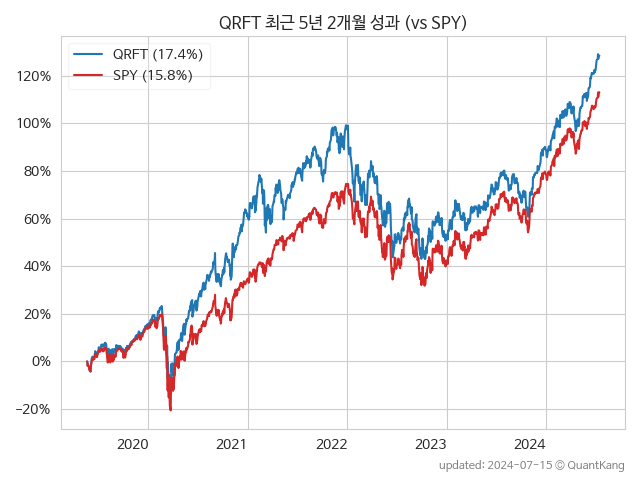 QRFT 최근 5년 2개월 성과 (vs SPY)
QRFT (17.4%)
SPY (15.8%)
120%
100%
80%
60%
40%
20%
0%
−20%
2020 2021 2022 2023 2024
updated: 2024-07-15 © QuantKang